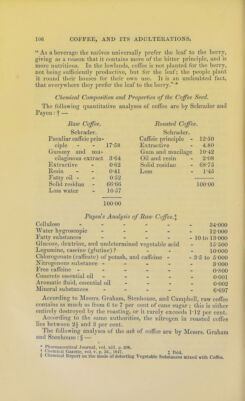 106 COFFEE, AND ITS ADULTERATIONS.
"As a beverage the natives universally prefer the leaf to the berry,
giving as a reason that it contains more of the bitter principle, and is
more nutritious. In the lowlands, coffee is not planted for the berry,
not being sufficiently productive, but for the leaf; the people plant
it round their houses for their own use. It is an undoubted fact,
that everywhere they prefer the leaf to the berry." *
Chemical Composition and Properties of the Coffee Seed.
The following quantitative analyses of coffee are by Schrader and
Payen: † —
Raw Coffee.
Schrader.
Peculiar caffeic prin-
ciple - - 17·58
Gummy and mu-
cilaginous extract 3·64
Extractive - 0·62
Resin - 0·41
Fatty oil - - 0·52
Solid residue - 66·66
Loss water - 10·57
100·00
Roasted Coffee.
Schrader.
Caffeic principle - 12·50
Extractive - 4·80
Gum and mucilage 10·42
Oil and resin - 2·08
Solid residue - 68·75
Loss - 1·45
100·00
Payen's Analysis of Raw Coffee.‡
Cellulose - 34·000
Water hygroscopic - 12·000
Fatty substances - 10 to 13·000
Glucose, dextrine, and undetermined vegetable acid - 15·500
Legumine, caseine (glutine)? - 10·000
Chlorogenate (caffeate) of potash, and caffeine - - 3·5 to 5·000
Nitrogenous substance - 3·000
Free caffeine - 0·800
Concrete essential oil - 0·001
Aromatic fluid, essential oil - 0·002
Mineral substances - 6·697
According to Messrs. Graham, Stenhouse, and Campbell, raw coffee
contains as much as from 6 to 7 per cent of cane sugar; this is either
entirely destroyed by the roasting, or it rarely exceeds 1·12 per cent.
According to the same authorities, the nitrogen in roasted coffee
lies between 2½ and 3 per cent.
The following analyses of the ash of coffee are by Messrs. Graham
and Stenhouse: § —
* Pharmaceutical Journal, vol. xiii. p.
† Chemical Gazette, vol. v. p. 1847. ‡ Ibid.
§ Chemical Report on the mode of detecting Vegetable Substances mixed with Coffee.